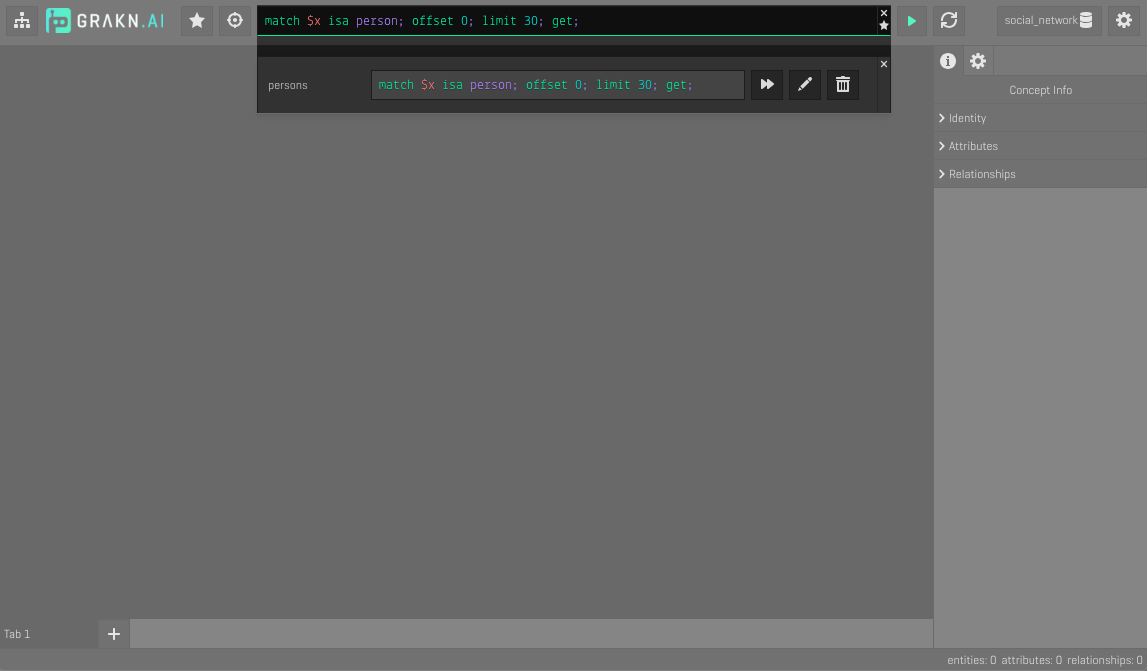 GRAKN.AI
match $x isa person; offset 0; limit 30; get;
social_network
persons
match $x isa person; offset 0; limit 30; get;
Concept Info
Identity
Attributes
Relationships
Tab 1
entities: 0 attributes: 0 relationships: 0